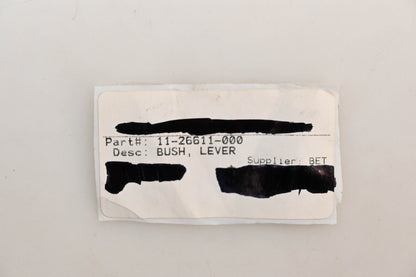 Part#: 11-26611-000
Desc: BUSH, LEVER
Supplier: BET